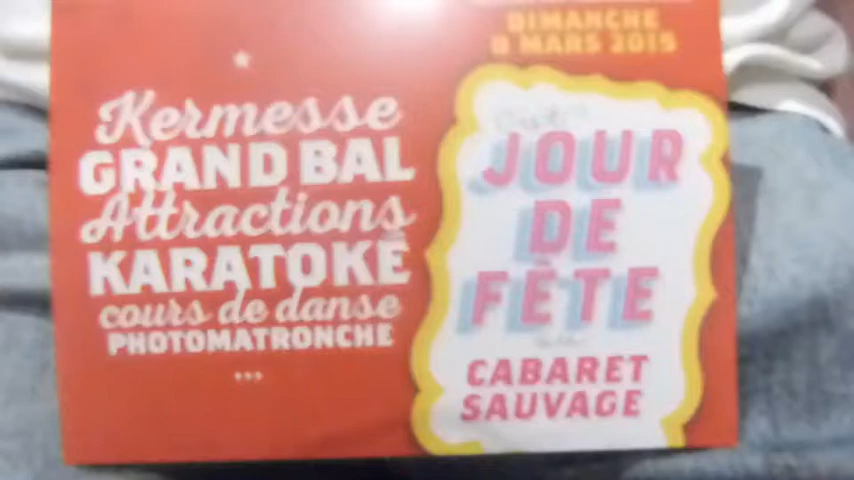 DIMANCHE
8 MARS 2015
Kermesse
GRAND BAL
Attractions
KARATOKÉ
cours de danse
PHOTOMATRONCHE
...
JOUR
DE
FÊTE
CABARET
SAUVAGE